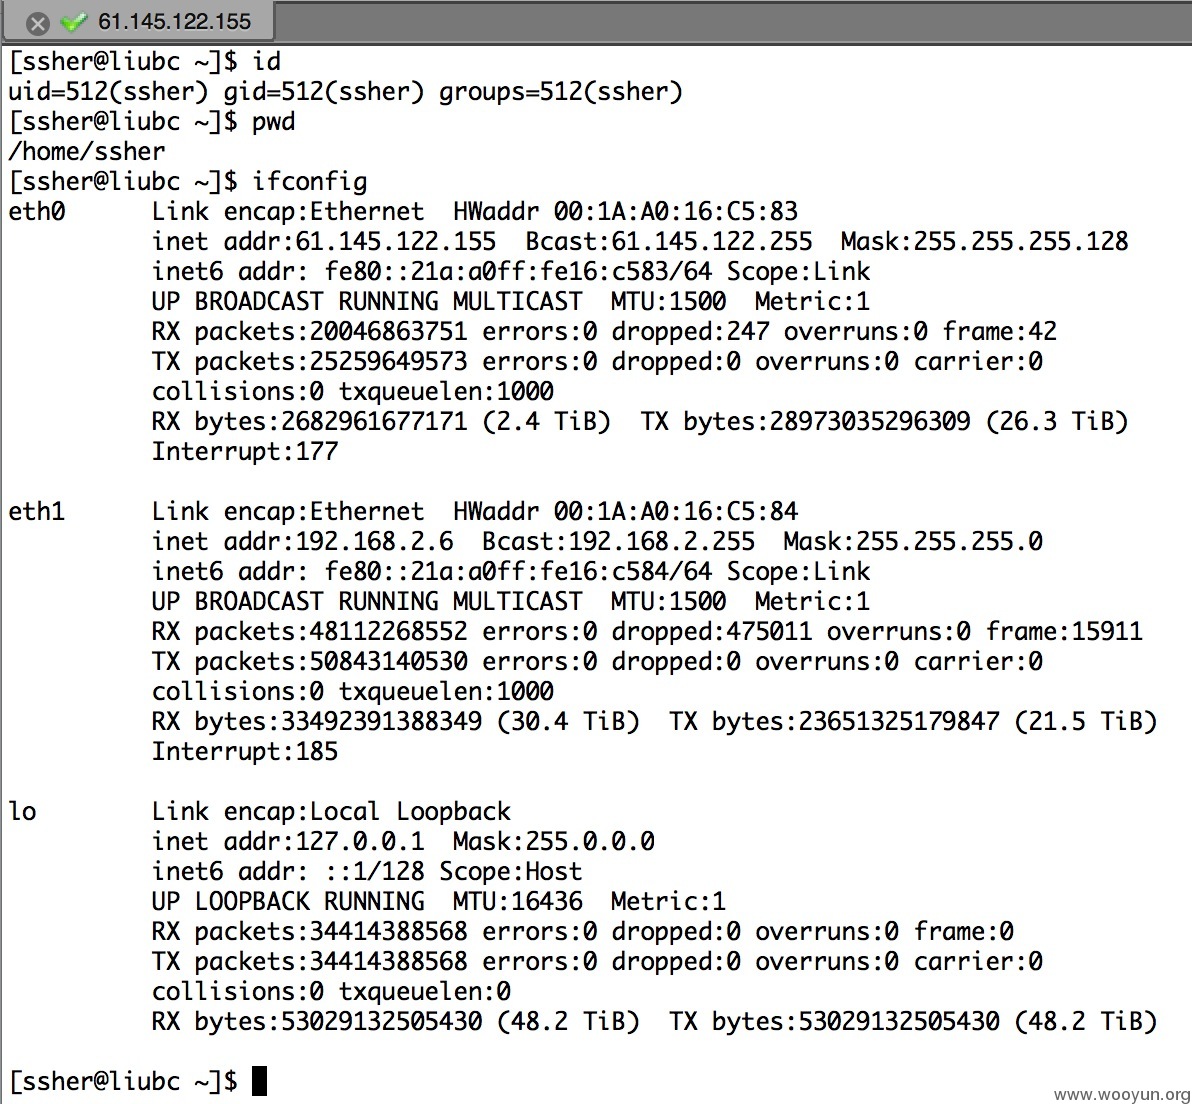 61.145.122.155
[ssher@liubc ~]$ id
uid=512(ssher) gid=512(ssher) groups=512(ssher)
[ssher@liubc ~]$ pwd
/home/ssher
[ssher@liubc ~]$ ifconfig
eth0      Link encap:Ethernet  HWaddr 00:1A:A0:16:C5:83
          inet addr:61.145.122.155  Bcast:61.145.122.255  Mask:255.255.255.128
          inet6 addr: fe80::21a:a0ff:fe16:c583/64 Scope:Link
          UP BROADCAST RUNNING MULTICAST  MTU:1500  Metric:1
          RX packets:20046863751 errors:0 dropped:247 overruns:0 frame:42
          TX packets:25259649573 errors:0 dropped:0 overruns:0 carrier:0
          collisions:0 txqueuelen:1000
          RX bytes:2682961677171 (2.4 TiB)  TX bytes:28973035296309 (26.3 TiB)
          Interrupt:177
eth1      Link encap:Ethernet  HWaddr 00:1A:A0:16:C5:84
          inet addr:192.168.2.6  Bcast:192.168.2.255  Mask:255.255.255.0
          inet6 addr: fe80::21a:a0ff:fe16:c584/64 Scope:Link
          UP BROADCAST RUNNING MULTICAST  MTU:1500  Metric:1
          RX packets:48112268552 errors:0 dropped:475011 overruns:0 frame:15911
          TX packets:50843140530 errors:0 dropped:0 overruns:0 carrier:0
          collisions:0 txqueuelen:1000
          RX bytes:33492391388349 (30.4 TiB)  TX bytes:23651325179847 (21.5 TiB)
          Interrupt:185
lo        Link encap:Local Loopback
          inet addr:127.0.0.1  Mask:255.0.0.0
          inet6 addr: ::1/128 Scope:Host
          UP LOOPBACK RUNNING  MTU:16436  Metric:1
          RX packets:34414388568 errors:0 dropped:0 overruns:0 frame:0
          TX packets:34414388568 errors:0 dropped:0 overruns:0 carrier:0
          collisions:0 txqueuelen:0
          RX bytes:53029132505430 (48.2 TiB)  TX bytes:53029132505430 (48.2 TiB)
[ssher@liubc ~]$
www.wooyun.org